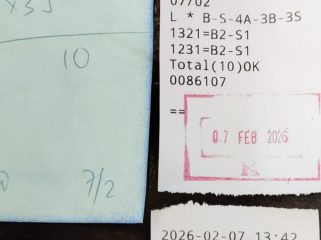 10
7/2
07702
L * B-S-4A-3B-3S
1321=B2-S1
1231=B2-S1
Total(10)OK
0086107
==
07 FEB 2026
K
2026-02-07 13:42